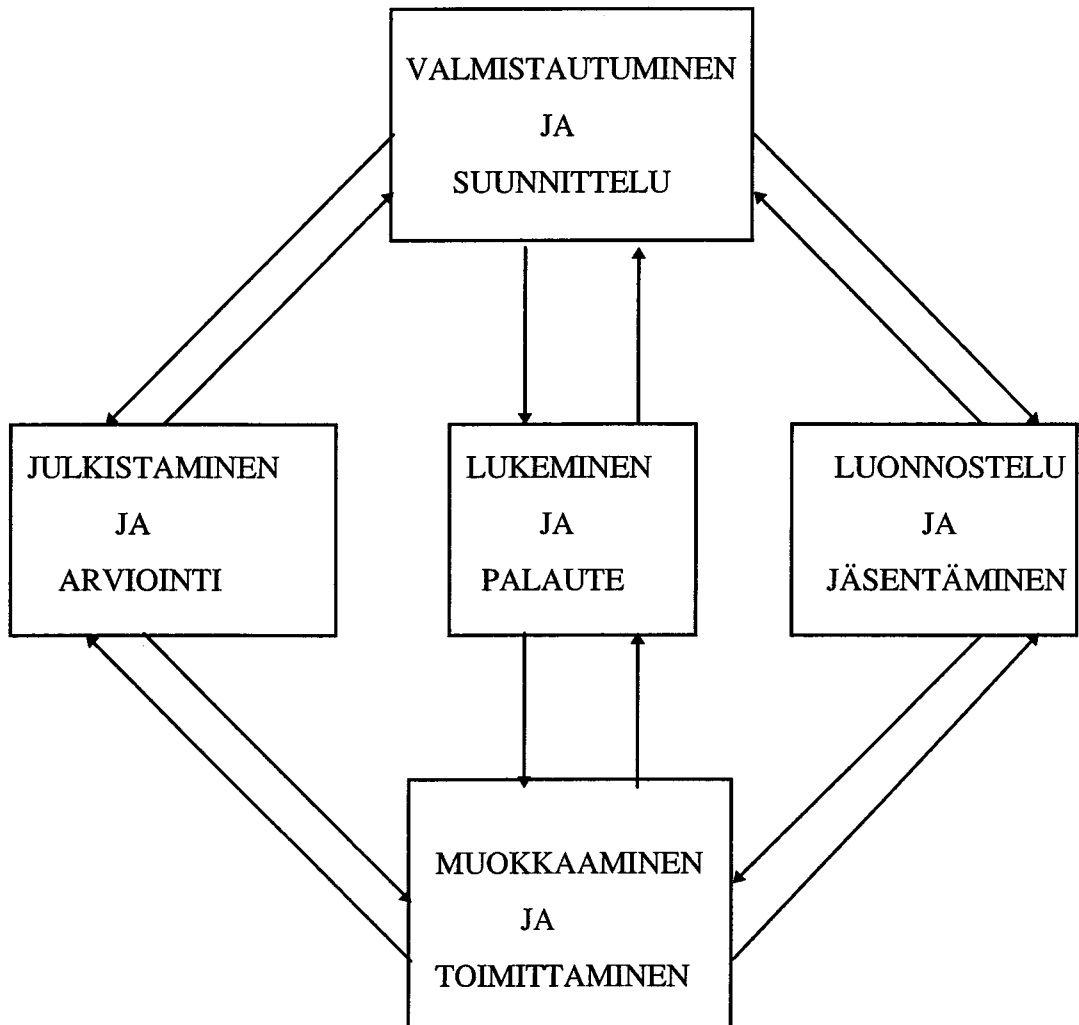 VALMISTAUTUMINEN
JA
SUUNNITTELU
JULKISTAMINEN
JA
ARVIOINTI
LUKEMINEN
JA
PALAUTE
LUONNOSTELU
JA
JÄSENTÄMINEN
MUOKKAAMINEN
JA
TOIMITTAMINEN